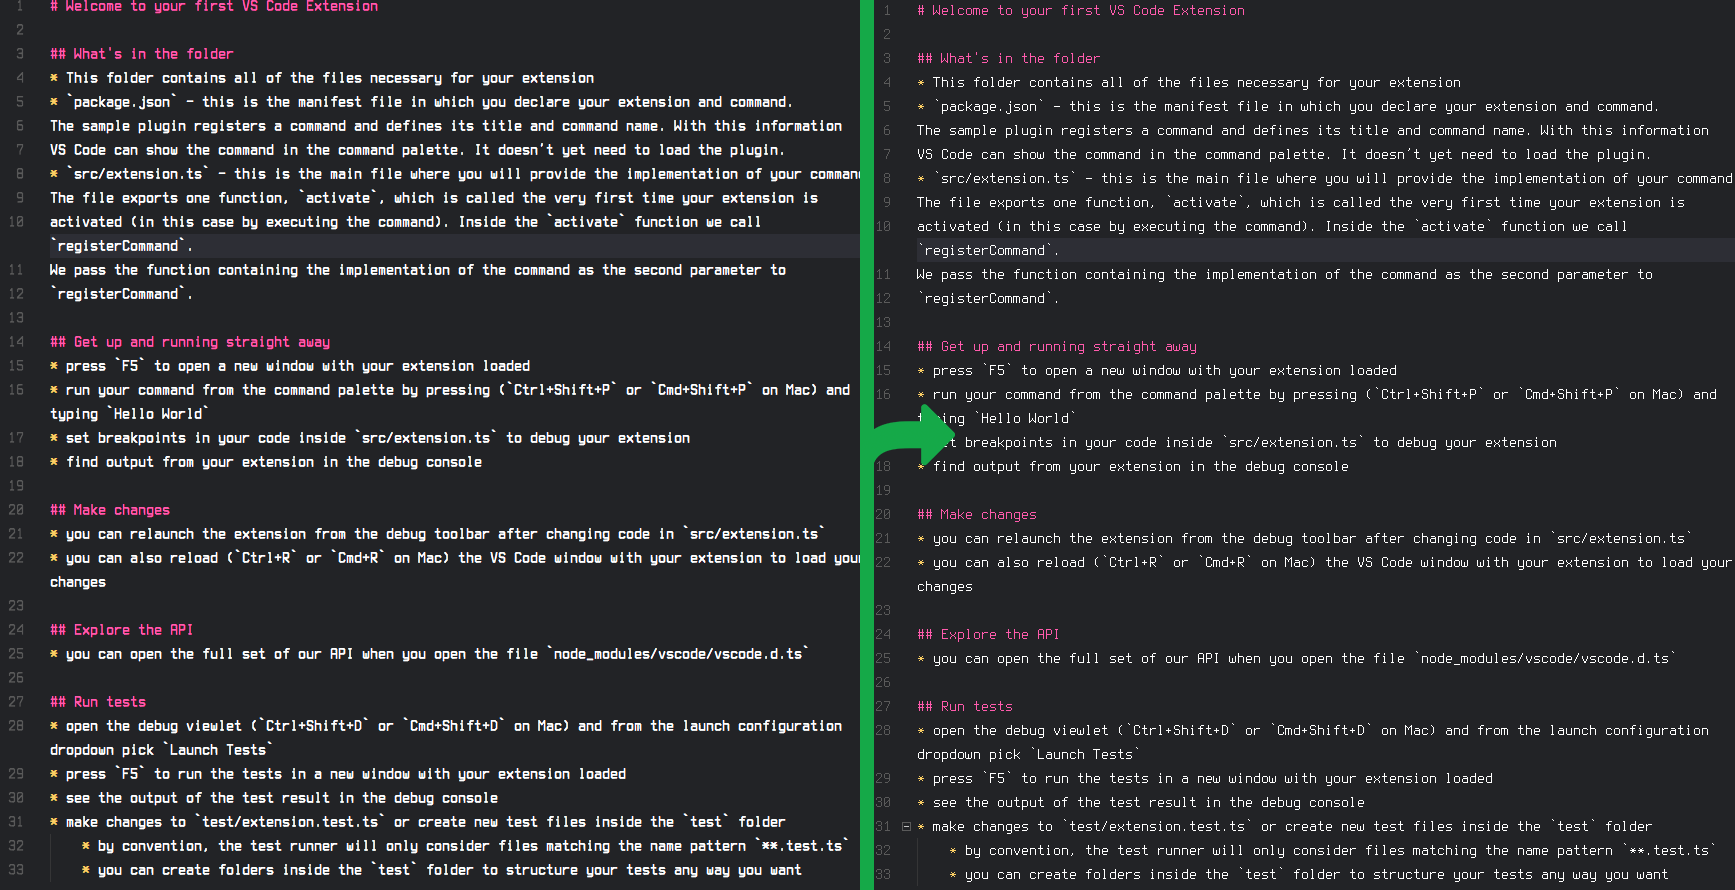 1 # Welcome to your first VS Code Extension
2
3 ## What's in the folder
4 * This folder contains all of the files necessary for your extension
5 * `package.json` - this is the manifest file in which you declare your extension and command.
6 The sample plugin registers a command and defines its title and command name. With this information
7 VS Code can show the command in the command palette. It doesn't yet need to load the plugin.
8 * `src/extension.ts` - this is the main file where you will provide the implementation of your command
9 The file exports one function, `activate`, which is called the very first time your extension is
10 activated (in this case by executing the command). Inside the `activate` function we call
`registerCommand`.
11 We pass the function containing the implementation of the command as the second parameter to
12 `registerCommand`.
13
14 ## Get up and running straight away
15 * press `F5` to open a new window with your extension loaded
16 * run your command from the command palette by pressing (`Ctrl+Shift+P` or `Cmd+Shift+P` on Mac) and
typing `Hello World`
17 * set breakpoints in your code inside `src/extension.ts` to debug your extension
18 * find output from your extension in the debug console
19
20 ## Make changes
21 * you can relaunch the extension from the debug toolbar after changing code in `src/extension.ts`
22 * you can also reload (`Ctrl+R` or `Cmd+R` on Mac) the VS Code window with your extension to load your
changes
23
24 ## Explore the API
25 * you can open the full set of our API when you open the file `node_modules/vscode/vscode.d.ts`
26
27 ## Run tests
28 * open the debug viewlet (`Ctrl+Shift+D` or `Cmd+Shift+D` on Mac) and from the launch configuration
dropdown pick `Launch Tests`
29 * press `F5` to run the tests in a new window with your extension loaded
30 * see the output of the test result in the debug console
31 * make changes to `test/extension.test.ts` or create new test files inside the `test` folder
32 * by convention, the test runner will only consider files matching the name pattern `**.test.ts`
33 * you can create folders inside the `test` folder to structure your tests any way you want
1 # Welcome to your first VS Code Extension
2
3 ## What's in the folder
4 * This folder contains all of the files necessary for your extension
5 * `package.json` - this is the manifest file in which you declare your extension and command.
6 The sample plugin registers a command and defines its title and command name. With this information
7 VS Code can show the command in the command palette. It doesn't yet need to load the plugin.
8 * `src/extension.ts` - this is the main file where you will provide the implementation of your command
9 The file exports one function, `activate`, which is called the very first time your extension is
10 activated (in this case by executing the command). Inside the `activate` function we call
`registerCommand`.
11 We pass the function containing the implementation of the command as the second parameter to
12 `registerCommand`.
13
14 ## Get up and running straight away
15 * press `F5` to open a new window with your extension loaded
16 * run your command from the command palette by pressing (`Ctrl+Shift+P` or `Cmd+Shift+P` on Mac) and
`Hello World`
breakpoints in your code inside `src/extension.ts` to debug your extension
18 * find output from your extension in the debug console
19
20 ## Make changes
21 * you can relaunch the extension from the debug toolbar after changing code in `src/extension.ts`
22 * you can also reload (`Ctrl+R` or `Cmd+R` on Mac) the VS Code window with your extension to load your
changes
23
24 ## Explore the API
25 * you can open the full set of our API when you open the file `node_modules/vscode/vscode.d.ts`
26
27 ## Run tests
28 * open the debug viewlet (`Ctrl+Shift+D` or `Cmd+Shift+D` on Mac) and from the launch configuration
dropdown pick `Launch Tests`
29 * press `F5` to run the tests in a new window with your extension loaded
30 * see the output of the test result in the debug console
31 * make changes to `test/extension.test.ts` or create new test files inside the `test` folder
32 * by convention, the test runner will only consider files matching the name pattern `**.test.ts`
33 * you can create folders inside the `test` folder to structure your tests any way you want